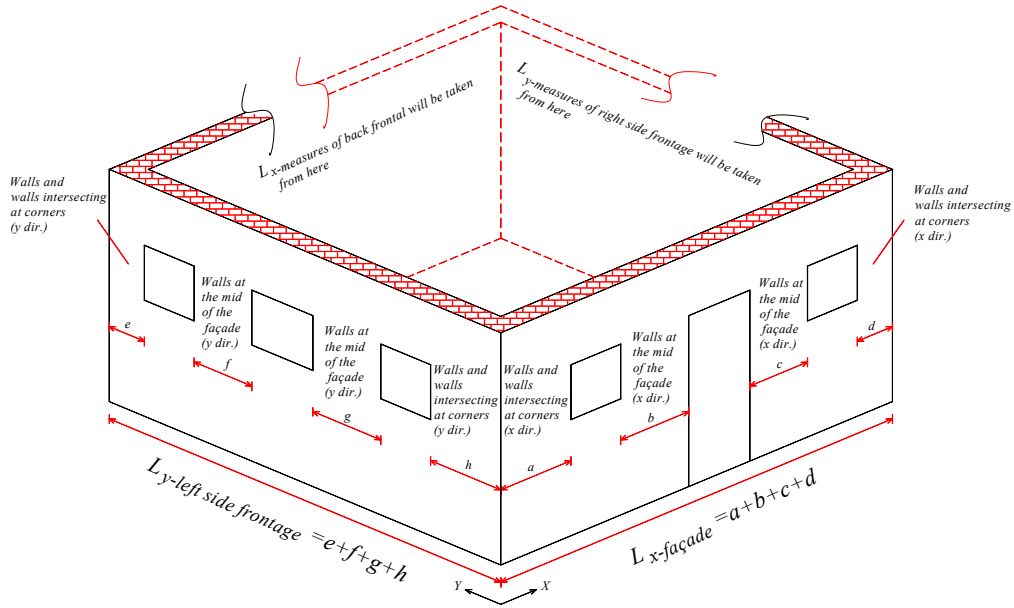 L x-measures of back frontal will be taken
from here
L y-measures of right side frontage will be taken
from here
Walls and
walls intersecting
at corners
(y dir.)
Walls and
walls intersecting
at corners
(x dir.)
e
Walls at
the mid
of the
façade
(y dir.)
f
Walls at
the mid
of the
façade
(y dir.)
g
Walls and
walls
intersecting
at corners
(y dir.)
h
Walls and
walls
intersecting
at corners
(x dir.)
a
Walls at
the mid
of the
façade
(x dir.)
b
Walls at
the mid
of the
façade
(x dir.)
c
d
L y-left side frontage =e+f+g+h
L x-façade =a+b+c+d
Y
X